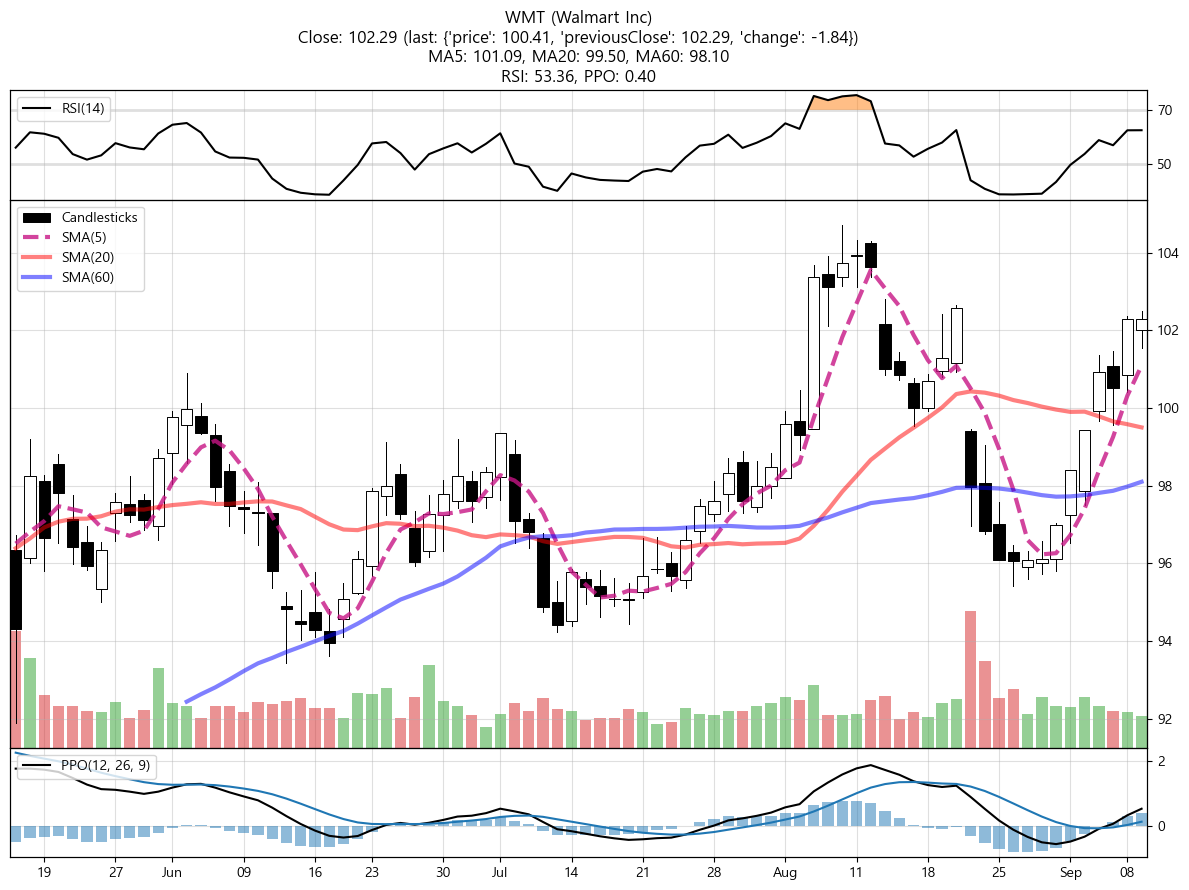 WMT (Walmart Inc)
Close: 102.29 (last: {'price': 100.41, 'previousClose': 102.29, 'change': -1.84})
MA5: 101.09, MA20: 99.50, MA60: 98.10
RSI: 53.36, PPO: 0.40
RSI(14)
70
50
Candlesticks
SMA(5)
SMA(20)
SMA(60)
104
102
100
98
96
94
92
PPO(12, 26, 9)
2
0
19 27 Jun 09 16 23 30 Jul 14 21 28 Aug 11 18 25 Sep 08